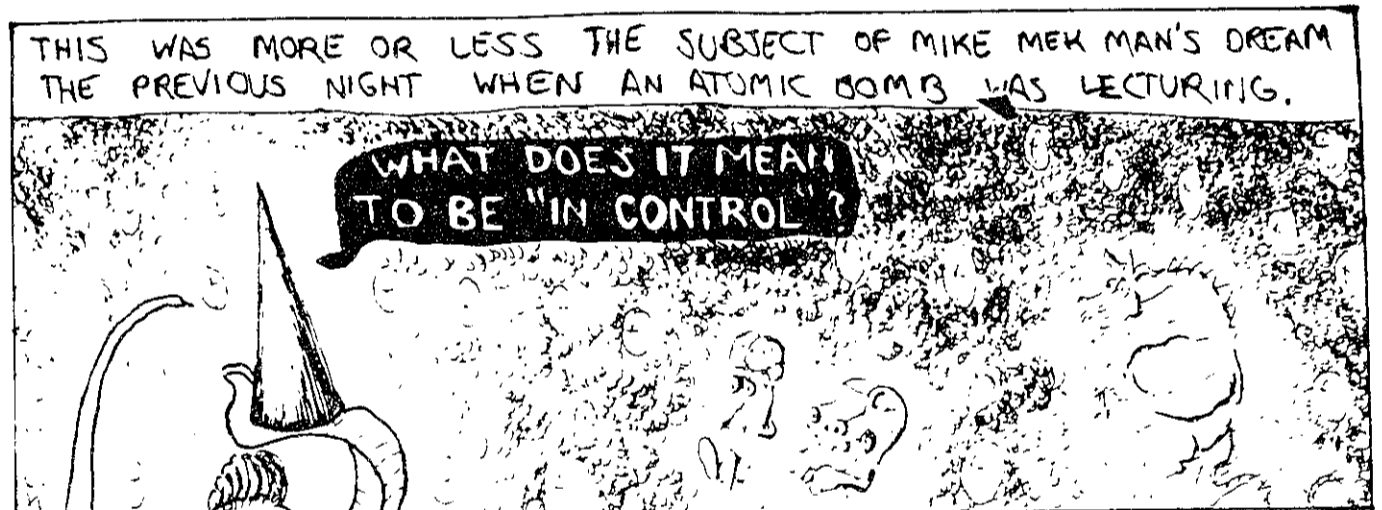 THIS WAS MORE OR LESS THE SUBJECT OF MIKE MEK MAN'S DREAM
THE PREVIOUS NIGHT WHEN AN ATOMIC BOMB WAS LECTURING.
WHAT DOES IT MEAN
TO BE "IN CONTROL"?